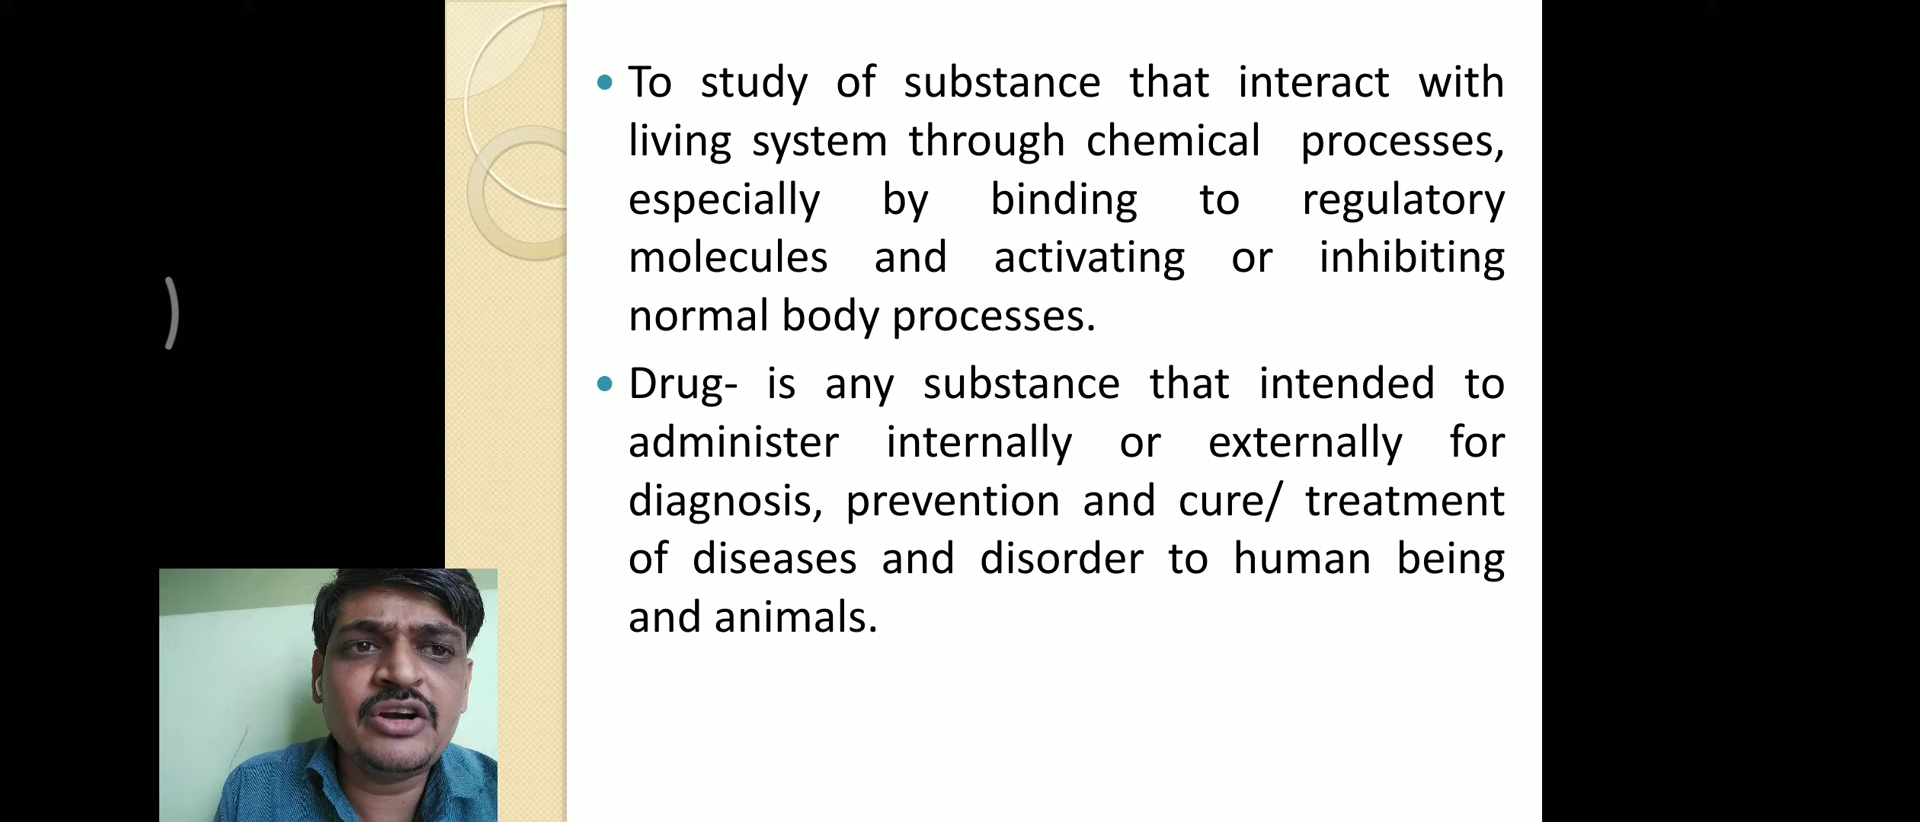 To study of substance that interact with
living system through chemical processes,
especially by binding to regulatory
molecules and activating or inhibiting
normal body processes.
Drug- is any substance that intended to
administer internally or externally for
diagnosis, prevention and cure/ treatment
of diseases and disorder to human being
and animals.